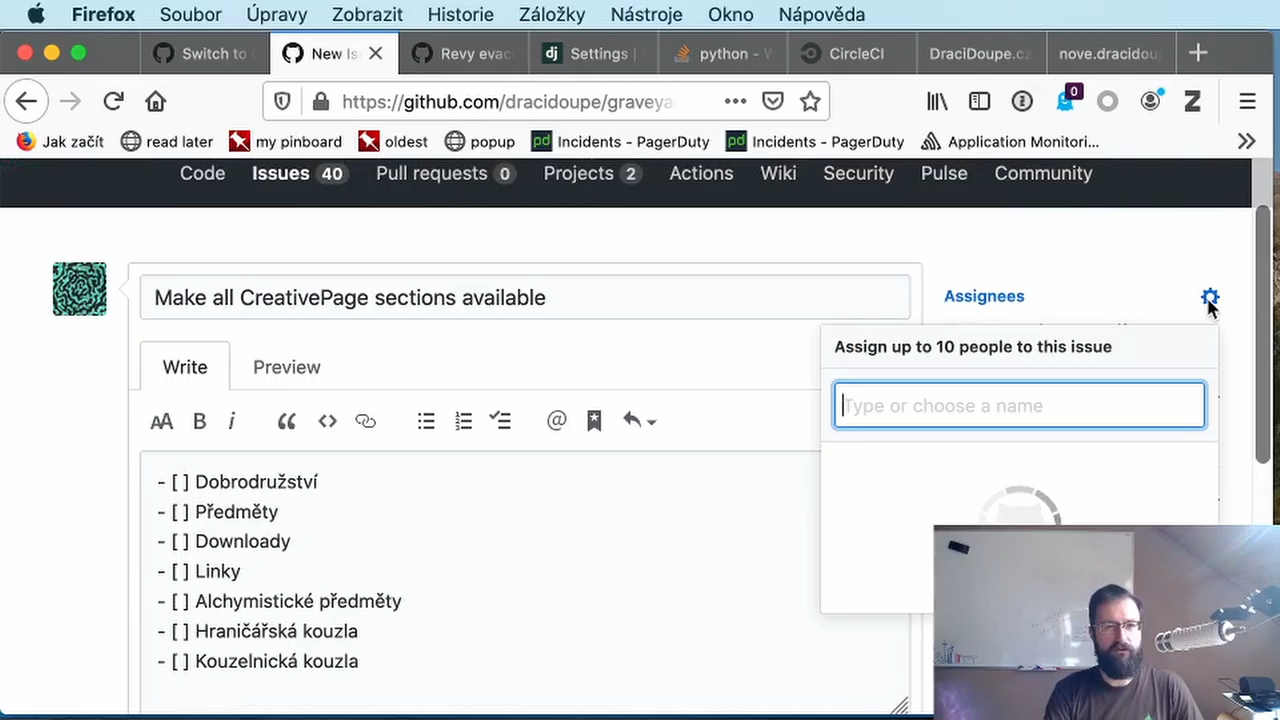 Firefox Soubor Úpravy Zobrazit Historie Záložky Nástroje Okno Nápověda
Switch to New Iss Revy evac Settings | python - CircleCI DraciDoupe.cz nove.dracidou
https://github.com/dracidoupe/graveya 0
Jak začít read later my pinboard oldest popup Incidents - PagerDuty Incidents - PagerDuty Application Monitori...
Code Issues 40 Pull requests 0 Projects 2 Actions Wiki Security Pulse Community
Make all CreativePage sections available
Assignees
Assign up to 10 people to this issue
Write Preview
Type or choose a name
- [ ] Dobrodružství
- [ ] Předměty
- [ ] Downloady
- [ ] Linky
- [ ] Alchymistické předměty
- [ ] Hraničářská kouzla
- [ ] Kouzelnická kouzla